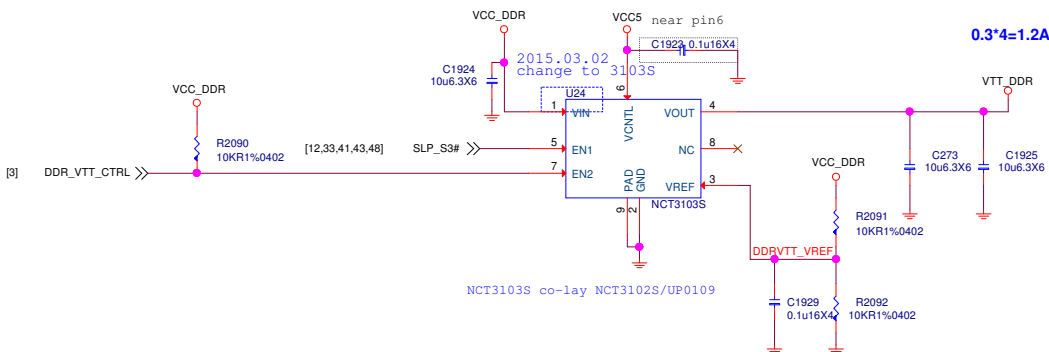 VCC_DDR
VCC5
near pin6
0.3*4=1.2A
C1923 0.1u16X4
2015.03.02
change to 3103S
C1924
10u6.3X6
VTT_DDR
VCC_DDR
U24
6
1
VIN
VCNTL
VOUT
4
R2090
10KR1%0402
[12,33,41,43,48]
SLP_S3#
5
EN1
NC
8
C273
10u6.3X6
C1925
10u6.3X6
VCC_DDR
[3]
DDR_VTT_CTRL
7
EN2
PAD
GND
VREF
3
NCT3103S
9
2
R2091
10KR1%0402
DDRVTT_VREF
NCT3103S co-lay NCT3102S/UP0109
C1929
0.1u16X4
R2092
10KR1%0402